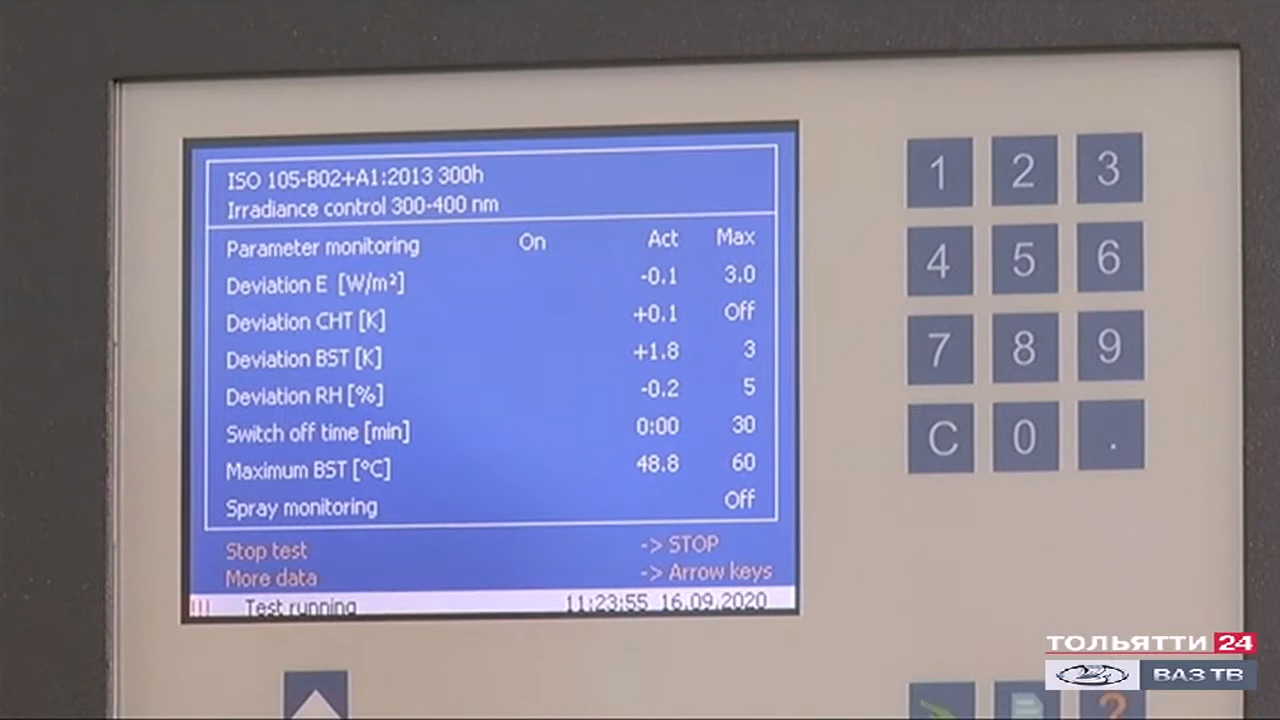 ISO 105-B02+A1:2013 300h
Irradiance control 300-400 nm
Parameter monitoring On Act Max
Deviation E [W/m²] -0.1 3.0
Deviation CHT [K] +0.1 Off
Deviation BST [K] +1.8 3
Deviation RH [%] -0.2 5
Switch off time [min] 0:00 30
Maximum BST [°C] 48.8 60
Spray monitoring Off
Stop test -> STOP
More data -> Arrow keys
Test running 11:23:55 16.09.2020
1 2 3
4 5 6
7 8 9
C 0 .
?
ТОЛЬЯТТИ 24
ВАЗ ТВ